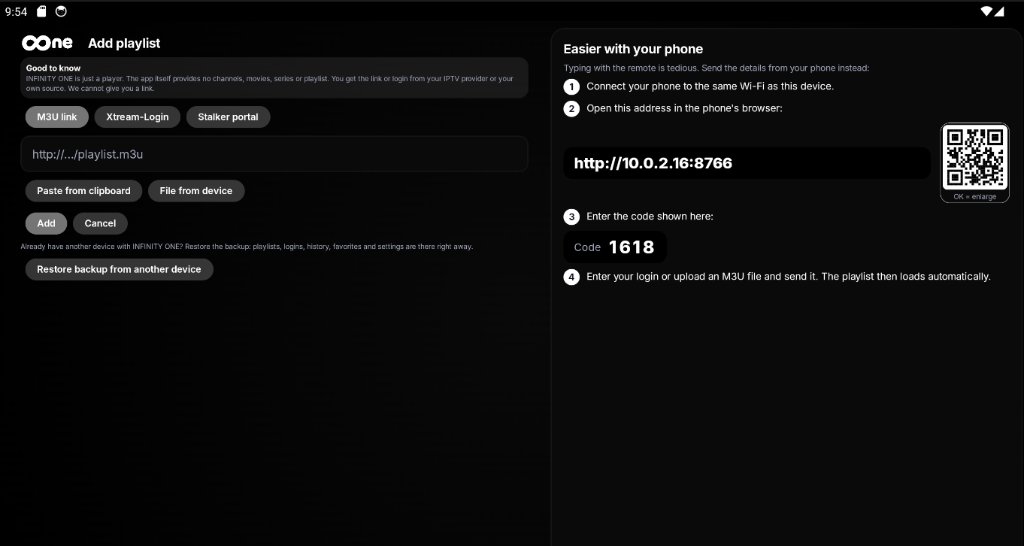 9:54
one
Add playlist
Good to know
INFINITY ONE is just a player. The app itself provides no channels, movies, series or playlist. You get the link or login from your IPTV provider or your
own source. We cannot give you a link.
M3U link
Xtream-Login
Stalker portal
http://.../playlist.m3u
Paste from clipboard
File from device
Add
Cancel
Already have another device with INFINITY ONE? Restore the backup: playlists, logins, history, favorites and settings are there right away.
Restore backup from another device
Easier with your phone
Typing with the remote is tedious. Send the details from your phone instead:
1 Connect your phone to the same Wi-Fi as this device.
2 Open this address in the phone's browser:
http://10.0.2.16:8766
OK = enlarge
3 Enter the code shown here:
Code 1618
4 Enter your login or upload an M3U file and send it. The playlist then loads automatically.